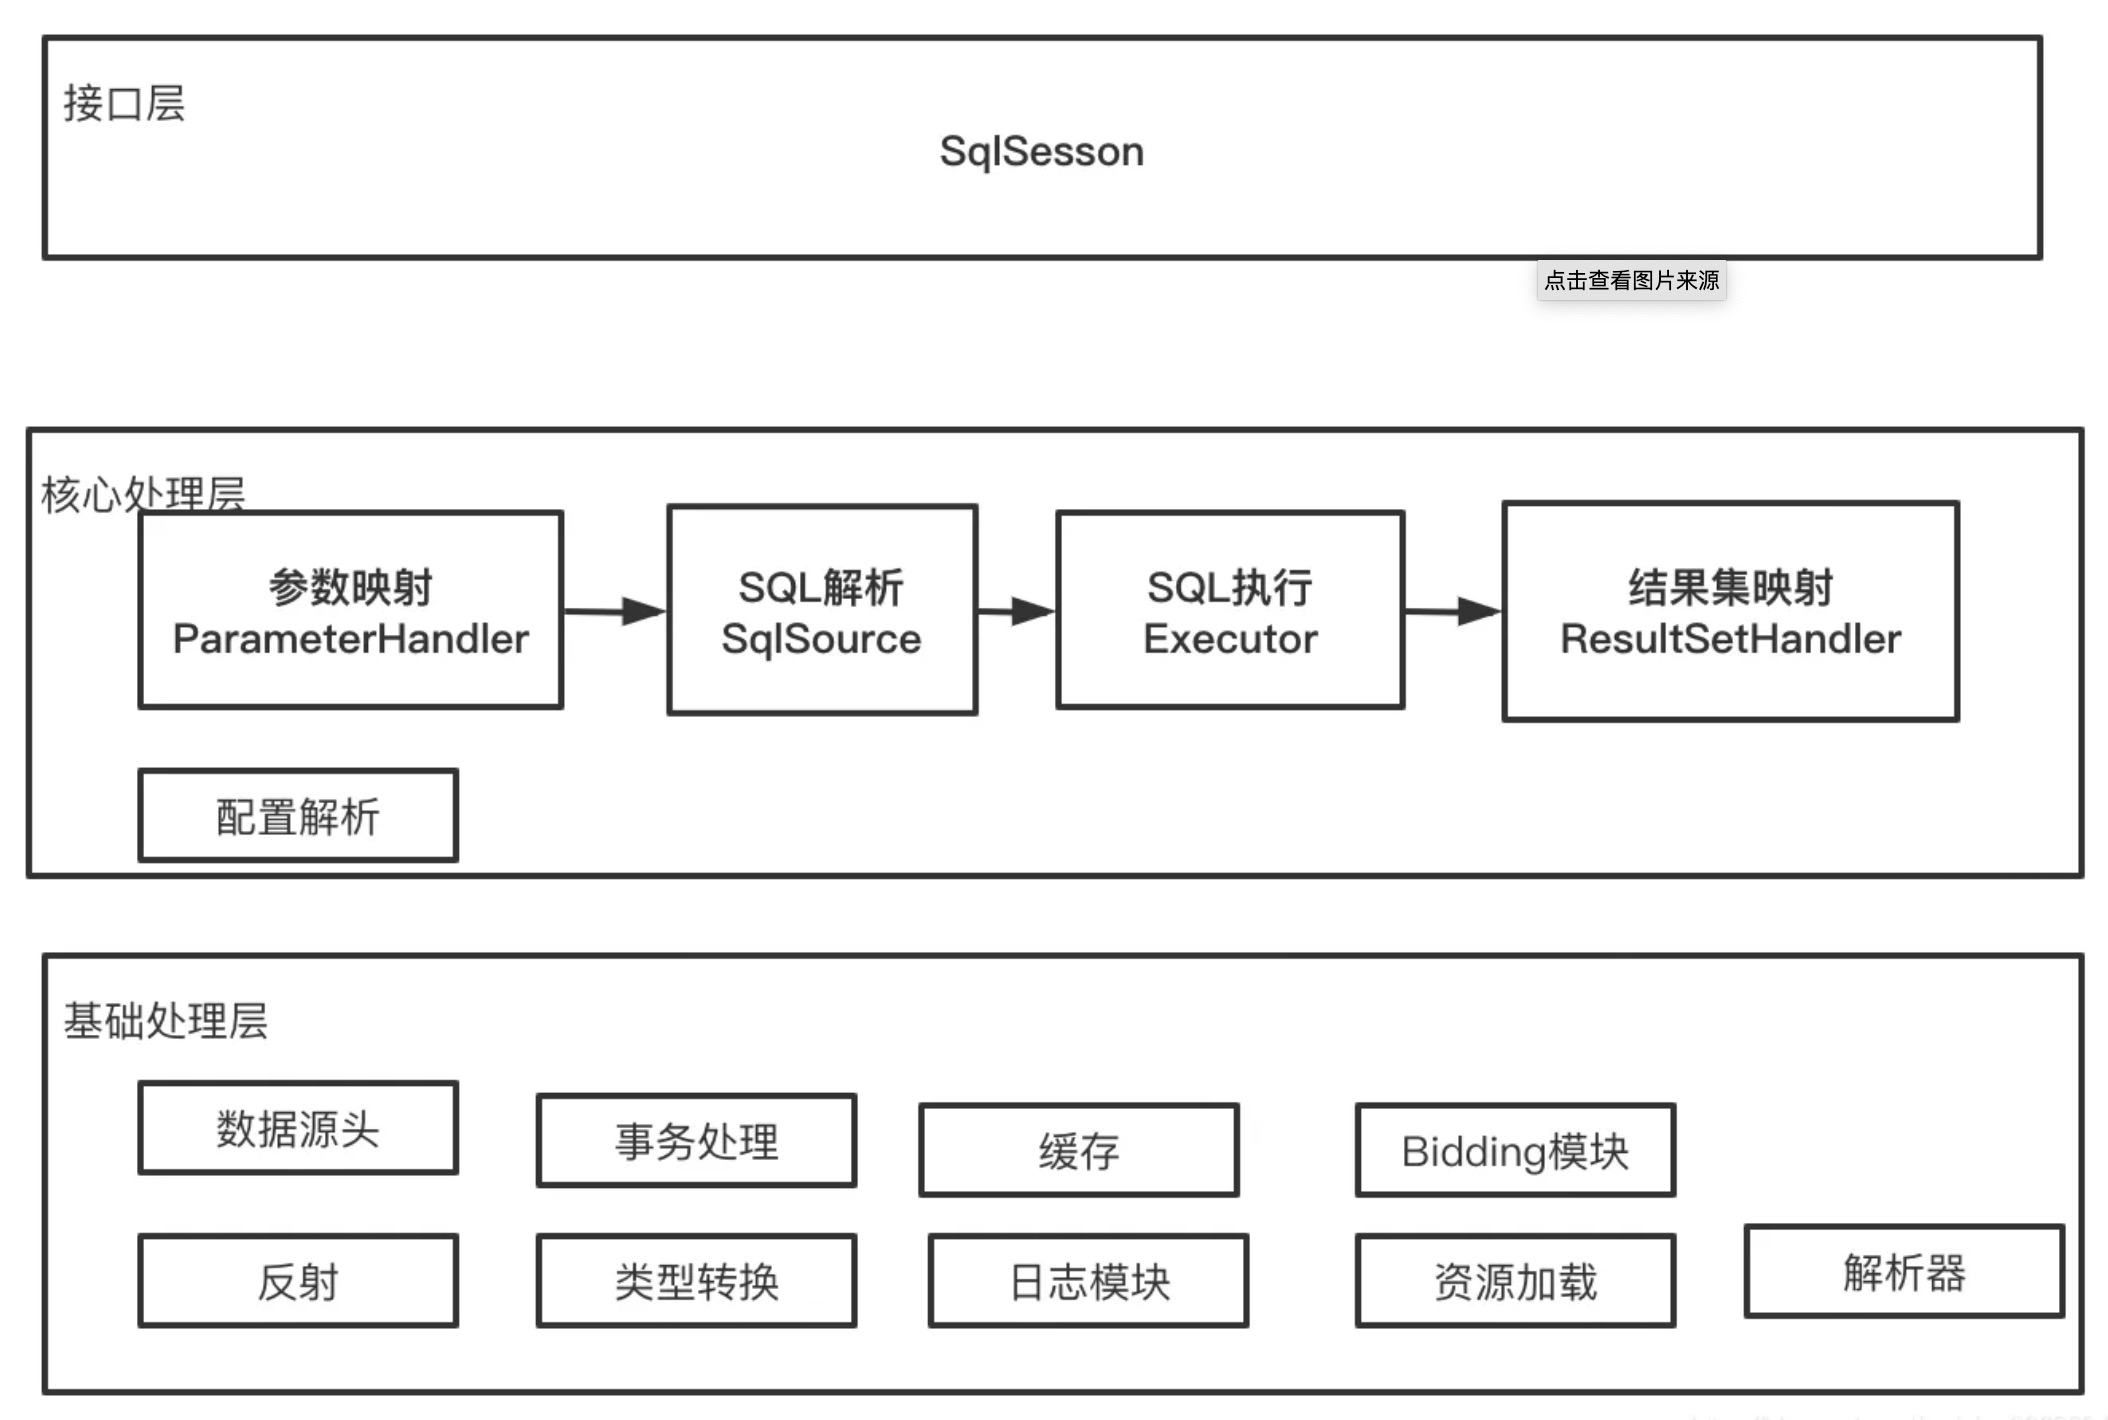 接口层
SqlSesson
点击查看图片来源
核心处理层
参数映射
ParameterHandler
SQL解析
SqlSource
SQL执行
Executor
结果集映射
ResultSetHandler
配置解析
基础处理层
数据源头
事务处理
缓存
Bidding模块
反射
类型转换
日志模块
资源加载
解析器